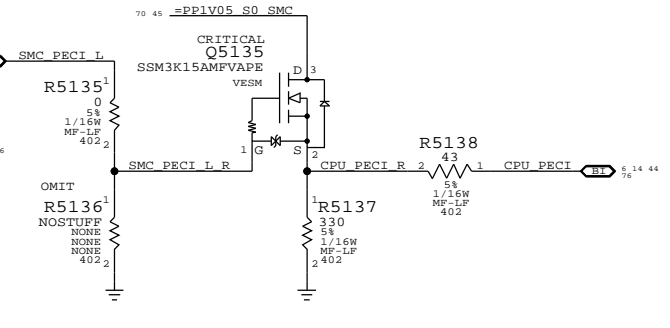 70 45 =PP1V05_S0_SMC
CRITICAL
Q5135
SSM3K15AMFVAPE
VESM
D 3
1 G S
2
SMC_PECI_L
R5135 1
0
5%
1/16W
MF-LF
402 2
6
SMC_PECI_L_R
OMIT
R5136 1
NOSTUFF
NONE
NONE
NONE
402 2
CPU_PECI_R
1 R5137
330
5%
1/16W
MF-LF
2 402
R5138
2 43 1
5%
1/16W
MF-LF
402
CPU_PECI
BI
6 14 44
76